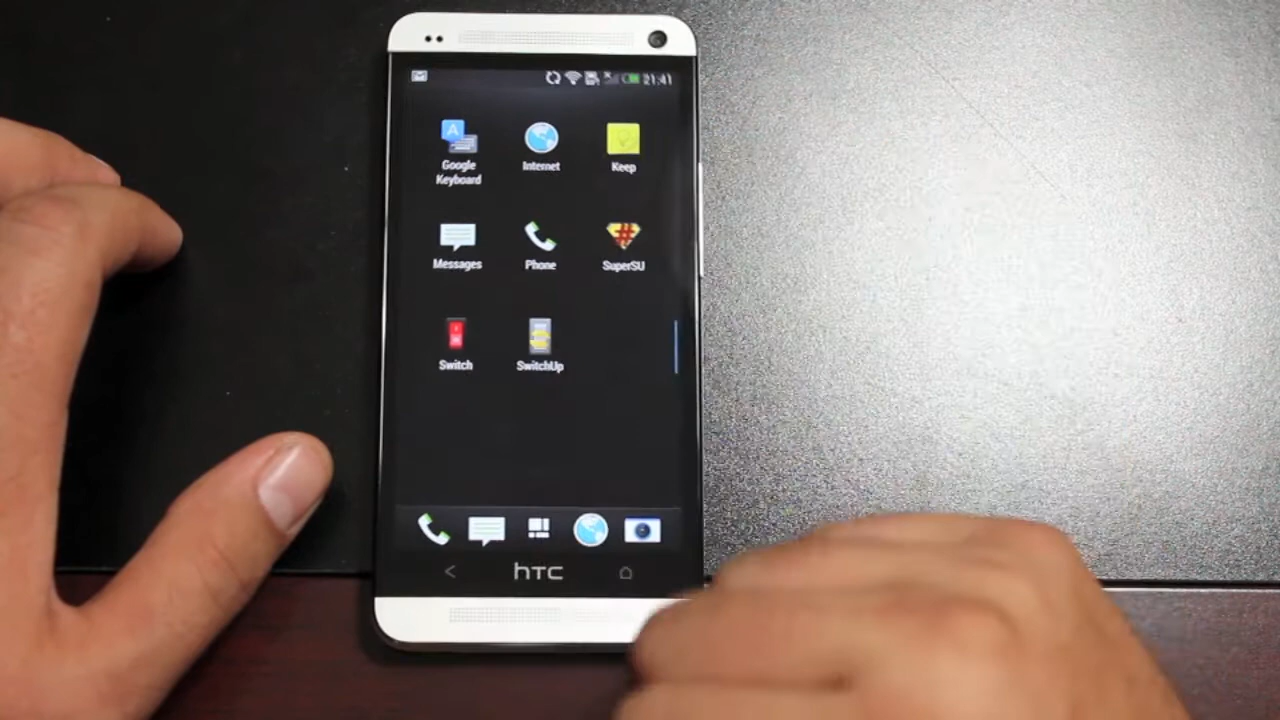 21:41
Google
Keyboard
Internet
Keep
Messages
Phone
SuperSU
Switch
SwitchUp
hTC